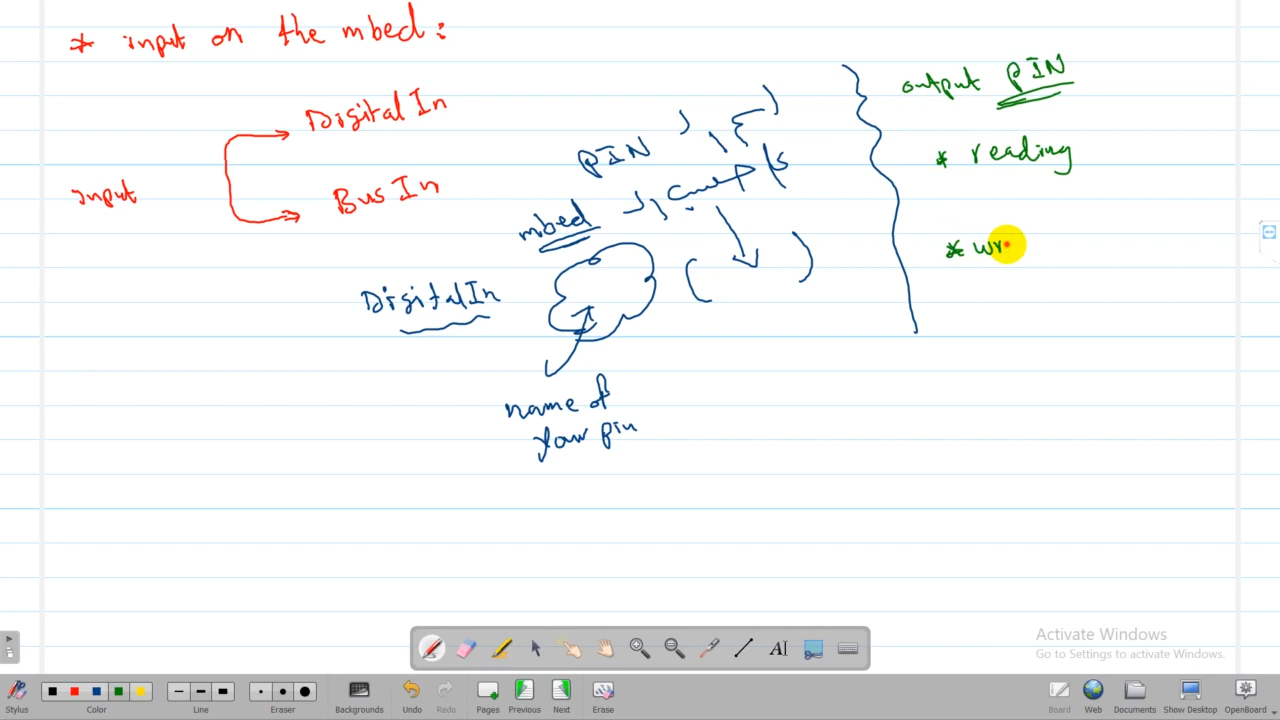 * input on the mbed:
Digital In
input
Bus In
PIN
mbed
DigitalIn
name of
your pin
output PIN
* reading
* wr
Activate Windows
Go to Settings to activate Windows.
Stylus
Color
Line
Eraser
Backgrounds
Undo
Redo
Pages
Previous
Next
Erase
Board
Web
Documents
Show Desktop
OpenBoard